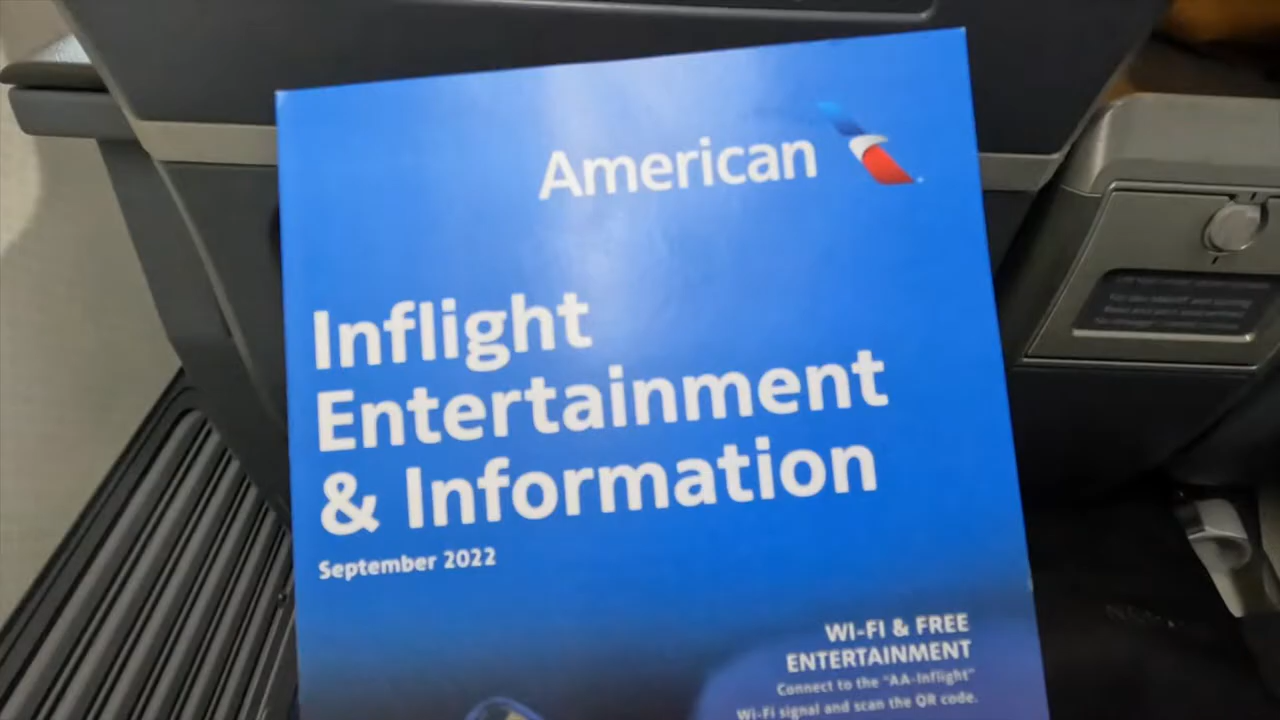 American
Inflight
Entertainment
& Information
September 2022
WI-FI & FREE
ENTERTAINMENT
Connect to the "AA-Inflight"
Wi-Fi signal and scan the QR code.